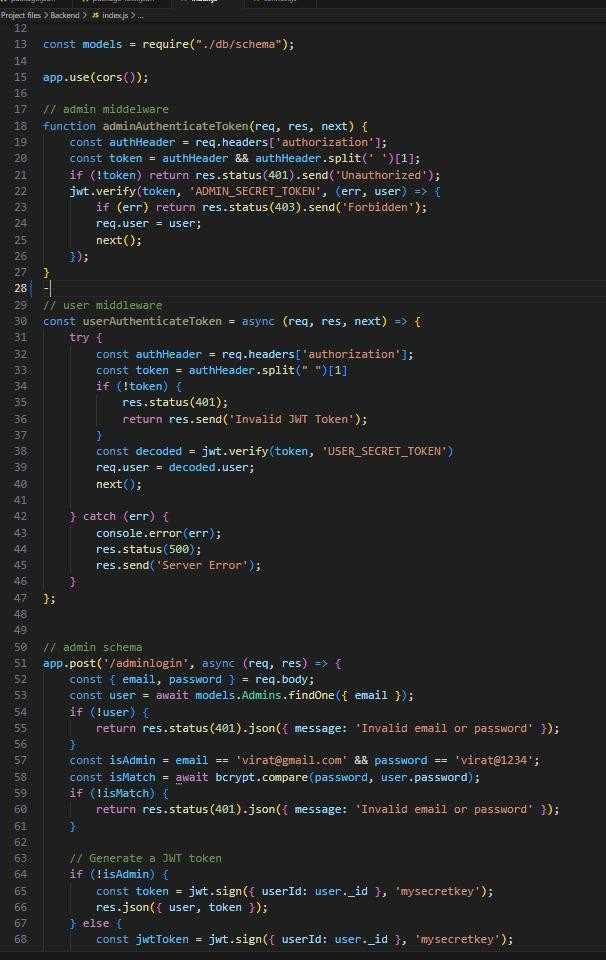 Project files > Backend > JS index.js > ...
12
13 const models = require("./db/schema");
14
15 app.use(cors());
16
17 // admin middelware
18 function adminAuthenticateToken(req, res, next) {
19     const authHeader = req.headers['authorization'];
20     const token = authHeader && authHeader.split(' ')[1];
21     if (!token) return res.status(401).send('Unauthorized');
22     jwt.verify(token, 'ADMIN_SECRET_TOKEN', (err, user) => {
23         if (err) return res.status(403).send('Forbidden');
24         req.user = user;
25         next();
26     });
27 }
28 -
29 // user middleware
30 const userAuthenticateToken = async (req, res, next) => {
31     try {
32         const authHeader = req.headers['authorization'];
33         const token = authHeader.split(" ")[1]
34         if (!token) {
35             res.status(401);
36             return res.send('Invalid JWT Token');
37         }
38         const decoded = jwt.verify(token, 'USER_SECRET_TOKEN')
39         req.user = decoded.user;
40         next();
41
42     } catch (err) {
43         console.error(err);
44         res.status(500);
45         res.send('Server Error');
46     }
47 };
48
49
50 // admin schema
51 app.post('/adminlogin', async (req, res) => {
52     const { email, password } = req.body;
53     const user = await models.Admins.findOne({ email });
54     if (!user) {
55         return res.status(401).json({ message: 'Invalid email or password' });
56     }
57     const isAdmin = email == 'virat@gmail.com' && password == 'virat@1234';
58     const isMatch = await bcrypt.compare(password, user.password);
59     if (!isMatch) {
60         return res.status(401).json({ message: 'Invalid email or password' });
61     }
62
63     // Generate a JWT token
64     if (!isAdmin) {
65         const token = jwt.sign({ userId: user._id }, 'mysecretkey');
66         res.json({ user, token });
67     } else {
68         const jwtToken = jwt.sign({ userId: user._id }, 'mysecretkey');